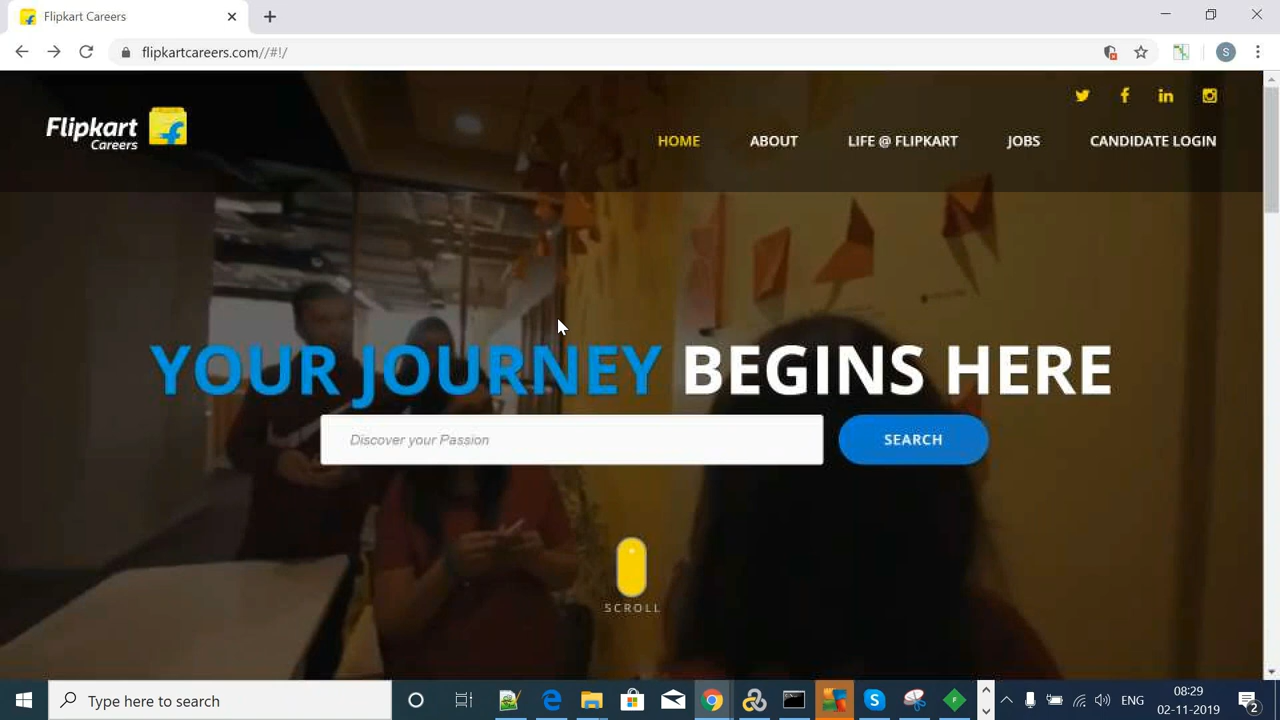 Flipkart Careers
flipkartcareers.com//#!/
S
Flipkart
Careers
HOME
ABOUT
LIFE @ FLIPKART
JOBS
CANDIDATE LOGIN
YOUR JOURNEY BEGINS HERE
Discover your Passion
SEARCH
SCROLL
Type here to search
ENG
08:29
02-11-2019
2